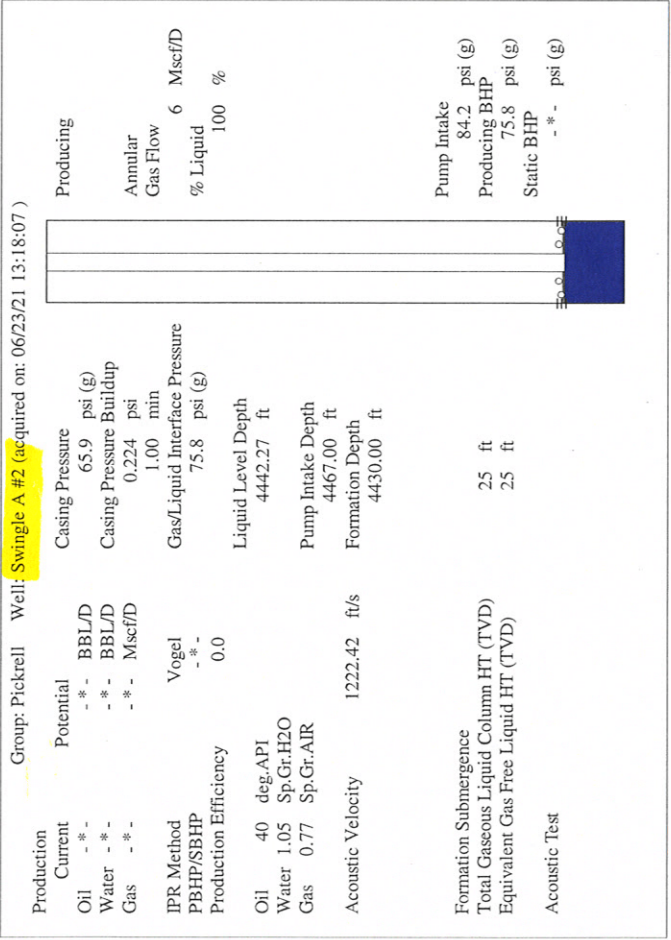 Group: Pickrell Well: Swingle A #2 (acquired on: 06/23/21 13:18:07 )
Production
Current Potential
Oil - * - - * - BBL/D
Water - * - - * - BBL/D
Gas - * - - * - Mscf/D
IPR Method Vogel
PBHP/SBHP - * -
Production Efficiency 0.0
Oil 40 deg.API
Water 1.05 Sp.Gr.H2O
Gas 0.77 Sp.Gr.AIR
Acoustic Velocity 1222.42 ft/s
Formation Submergence
Total Gaseous Liquid Column HT (TVD) 25 ft
Equivalent Gas Free Liquid HT (TVD) 25 ft
Acoustic Test
Casing Pressure
65.9 psi (g)
Casing Pressure Buildup
0.224 psi
1.00 min
Gas/Liquid Interface Pressure
75.8 psi (g)
Liquid Level Depth
4442.27 ft
Pump Intake Depth
4467.00 ft
Formation Depth
4430.00 ft
Producing
Annular
Gas Flow
6 Mscf/D
% Liquid
100 %
Pump Intake
84.2 psi (g)
Producing BHP
75.8 psi (g)
Static BHP
- * - psi (g)